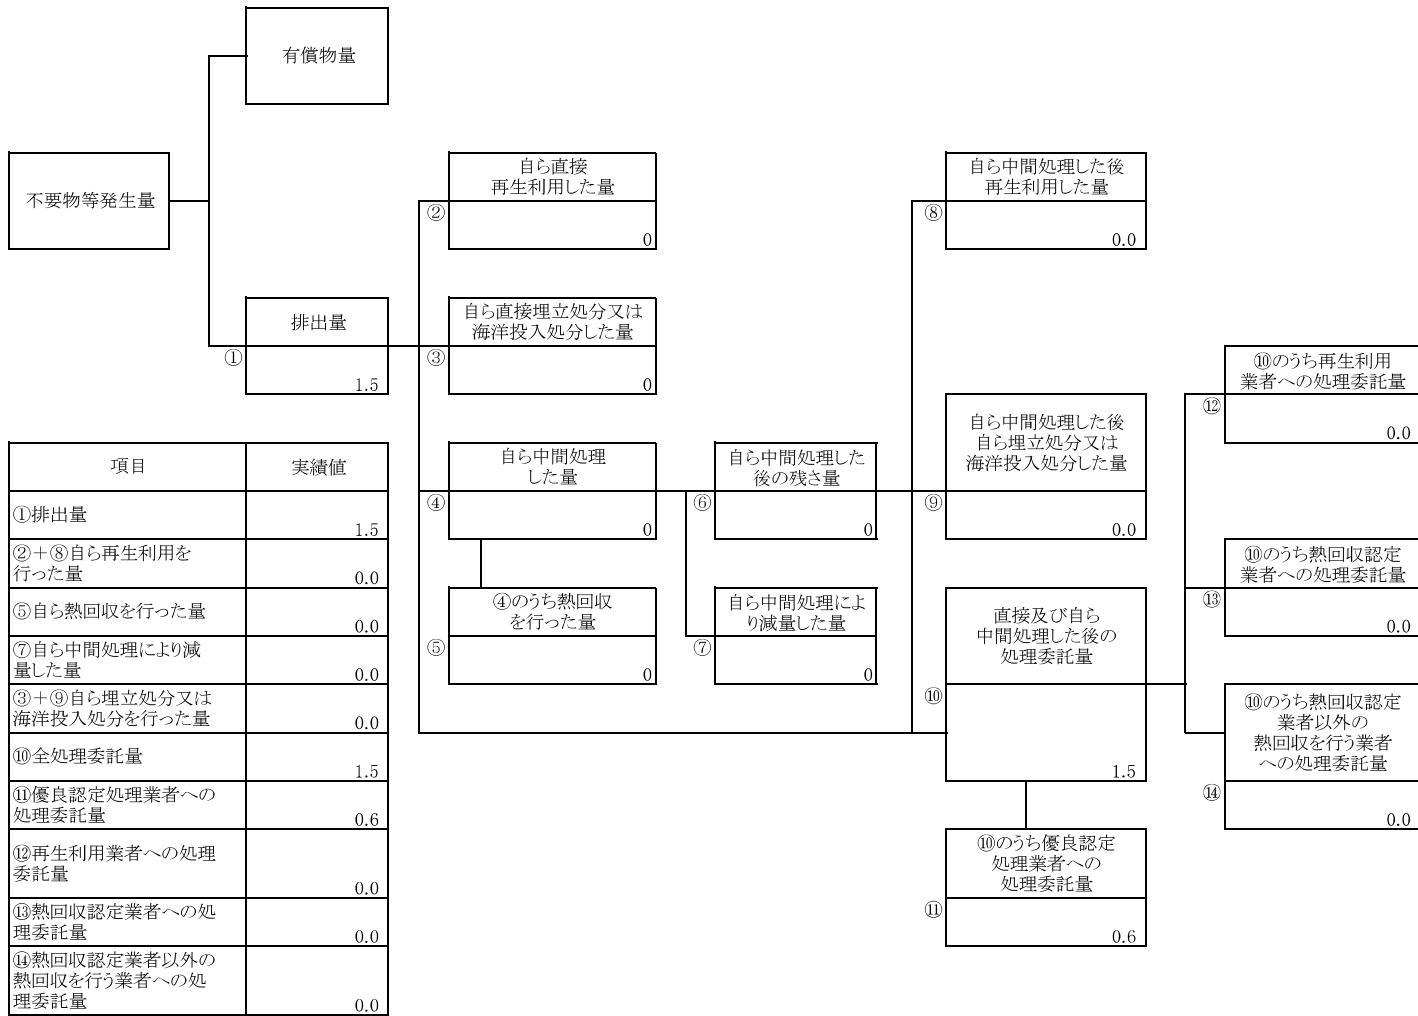 有償物量
不要物等発生量
排出量
①
1.5
自ら直接
再生利用した量
②
0
自ら直接埋立処分又は
海洋投入処分した量
③
0
自ら中間処理
した量
④
0
④のうち熱回収
を行った量
⑤
0
自ら中間処理した
後の残さ量
⑥
0
自ら中間処理によ
り減量した量
⑦
0
自ら中間処理した後
再生利用した量
⑧
0.0
自ら中間処理した後
自ら埋立処分又は
海洋投入処分した量
⑨
0.0
直接及び自ら
中間処理した後の
処理委託量
⑩
1.5
⑩のうち優良認定
処理業者への
処理委託量
⑪
0.6
⑩のうち再生利用
業者への処理委託量
⑫
0.0
⑩のうち熱回収認定
業者への処理委託量
⑬
0.0
⑩のうち熱回収認定
業者以外の
熱回収を行う業者
への処理委託量
⑭
0.0
項目 実績値
①排出量
1.5
②+⑧自ら再生利用を
行った量
0.0
⑤自ら熱回収を行った量
0.0
⑦自ら中間処理により減
量した量
0.0
③+⑨自ら埋立処分又は
海洋投入処分を行った量
0.0
⑩全処理委託量
1.5
⑪優良認定処理業者への
処理委託量
0.6
⑫再生利用業者への処理
委託量
0.0
⑬熱回収認定業者への処
理委託量
0.0
⑭熱回収認定業者以外の
熱回収を行う業者への処
理委託量
0.0